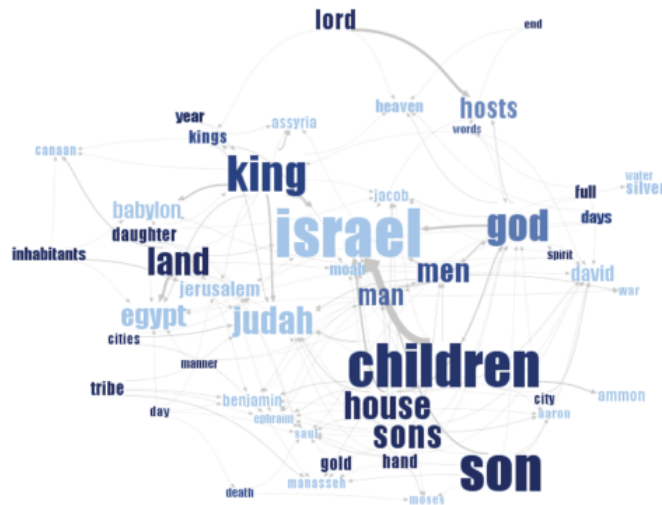 lord
end
heaven
hosts
year
assyria
words
kings
canaan
king
jacob
water
silver
full
babylon
israel
god
days
daughter
inhabitants
land
men
spirit
moab
david
jerusalem
man
war
egypt
judah
cities
manner
children
tribe
benjamin
house
city
ammon
day
ephraim
aaron
saul
sons
gold
hand
son
manasseh
death
moses